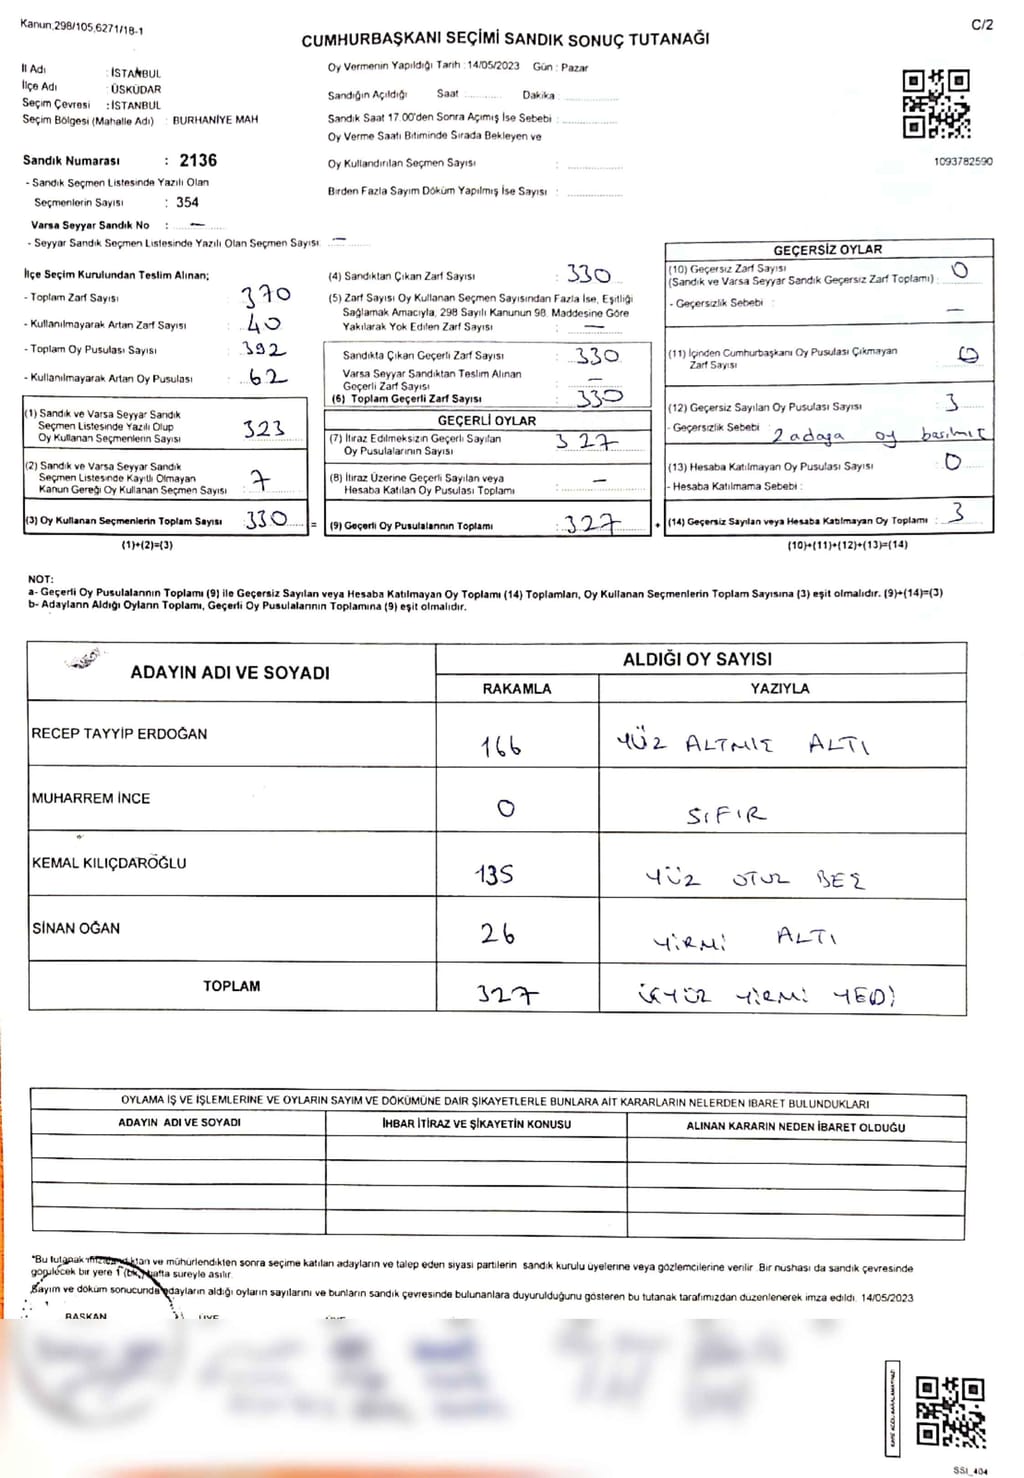 Kanun,298/105,6271/18-1
C/2
CUMHURBAŞKANI SEÇİMİ SANDIK SONUÇ TUTANAĞI
İl Adı : İSTANBUL
İlçe Adı : ÜSKÜDAR
Seçim Çevresi : İSTANBUL
Seçim Bölgesi (Mahalle Adı) : BURHANİYE MAH
Sandık Numarası : 2136
- Sandık Seçmen Listesinde Yazılı Olan
Seçmenlerin Sayısı : 354
Varsa Seyyar Sandık No : —
- Seyyar Sandık Seçmen Listesinde Yazılı Olan Seçmen Sayısı —
Oy Vermenin Yapıldığı Tarih : 14/05/2023 Gün : Pazar
Sandığın Açıldığı Saat : Dakika :
Sandık Saat 17.00'den Sonra Açımış İse Sebebi :
Oy Verme Saati Bitiminde Sırada Bekleyen ve
Oy Kullandırılan Seçmen Sayısı :
Birden Fazla Sayım Döküm Yapılmış İse Sayısı :
1093782590
İlçe Seçim Kurulundan Teslim Alınan;
- Toplam Zarf Sayısı : 370
- Kullanılmayarak Artan Zarf Sayısı : 40
- Toplam Oy Pusulası Sayısı : 392
- Kullanılmayarak Artan Oy Pusulası : 62
(1) Sandık ve Varsa Seyyar Sandık
Seçmen Listesinde Yazılı Olup
Oy Kullanan Seçmenlerin Sayısı : 323
(2) Sandık ve Varsa Seyyar Sandık
Seçmen Listesinde Kayıtlı Olmayan
Kanun Gereği Oy Kullanan Seçmen Sayısı : 7
(3) Oy Kullanan Seçmenlerin Toplam Sayısı : 330 =
(1)+(2)=(3)
(4) Sandıktan Çıkan Zarf Sayısı : 330
(5) Zarf Sayısı Oy Kullanan Seçmen Sayısından Fazla İse, Eşitliği
Sağlamak Amacıyla, 298 Sayılı Kanunun 98. Maddesine Göre
Yakılarak Yok Edilen Zarf Sayısı : —
Sandıkta Çıkan Geçerli Zarf Sayısı : 330
Varsa Seyyar Sandıktan Teslim Alınan
Geçerli Zarf Sayısı : —
(6) Toplam Geçerli Zarf Sayısı : 330
GEÇERLİ OYLAR
(7) İtiraz Edilmeksizin Geçerli Sayılan
Oy Pusulalarının Sayısı : 327
(8) İtiraz Üzerine Geçerli Sayılan veya
Hesaba Katılan Oy Pusulası Toplamı : —
(9) Geçerli Oy Pusulalarının Toplamı : 327 +
GEÇERSİZ OYLAR
(10) Geçersiz Zarf Sayısı
(Sandık ve Varsa Seyyar Sandık Geçersiz Zarf Toplamı) : 0
- Geçersizlik Sebebi : —
(11) İçinden Cumhurbaşkanı Oy Pusulası Çıkmayan
Zarf Sayısı : 0
(12) Geçersiz Sayılan Oy Pusulası Sayısı : 3
- Geçersizlik Sebebi : 2 adaya oy basılmış
(13) Hesaba Katılmayan Oy Pusulası Sayısı : 0
- Hesaba Katılmama Sebebi :
(14) Geçersiz Sayılan veya Hesaba Katılmayan Oy Toplamı : 3
(10)+(11)+(12)+(13)=(14)
NOT:
a- Geçerli Oy Pusulalarının Toplamı (9) ile Geçersiz Sayılan veya Hesaba Katılmayan Oy Toplamı (14) Toplamları, Oy Kullanan Seçmenlerin Toplam Sayısına (3) eşit olmalıdır. (9)+(14)=(3)
b- Adayların Aldığı Oyların Toplamı, Geçerli Oy Pusulalarının Toplamına (9) eşit olmalıdır.
ADAYIN ADI VE SOYADI
ALDIĞI OY SAYISI
RAKAMLA YAZIYLA
RECEP TAYYİP ERDOĞAN 166 YÜZ ALTMIŞ ALTI
MUHARREM İNCE 0 SIFIR
KEMAL KILIÇDAROĞLU 135 YÜZ OTUZ BEŞ
SİNAN OĞAN 26 YİRMİ ALTI
TOPLAM 327 ÜÇYÜZ YİRMİ YEDİ
OYLAMA İŞ VE İŞLEMLERİNE VE OYLARIN SAYIM VE DÖKÜMÜNE DAİR ŞİKAYETLERLE BUNLARA AİT KARARLARIN NELERDEN İBARET BULUNDUKLARI
ADAYIN ADI VE SOYADI İHBAR İTİRAZ VE ŞİKAYETİN KONUSU ALINAN KARARIN NEDEN İBARET OLDUĞU
*Bu tutanak ve mühürlendikten sonra seçime katılan adayların ve talep eden siyasi partilerin sandık kurulu üyelerine veya gözlemcilerine verilir. Bir nushası da sandık çevresinde
görülecek bir yere 1 hafta süreyle asılır.
Sayım ve döküm sonucunda adayların aldığı oyların sayılarını ve bunların sandık çevresinde bulunanlara duyurulduğunu gösteren bu tutanak tarafımızdan düzenlenerek imza edildi. 14/05/2023
BAŞKAN ÜYE ÜYE
SSI_404